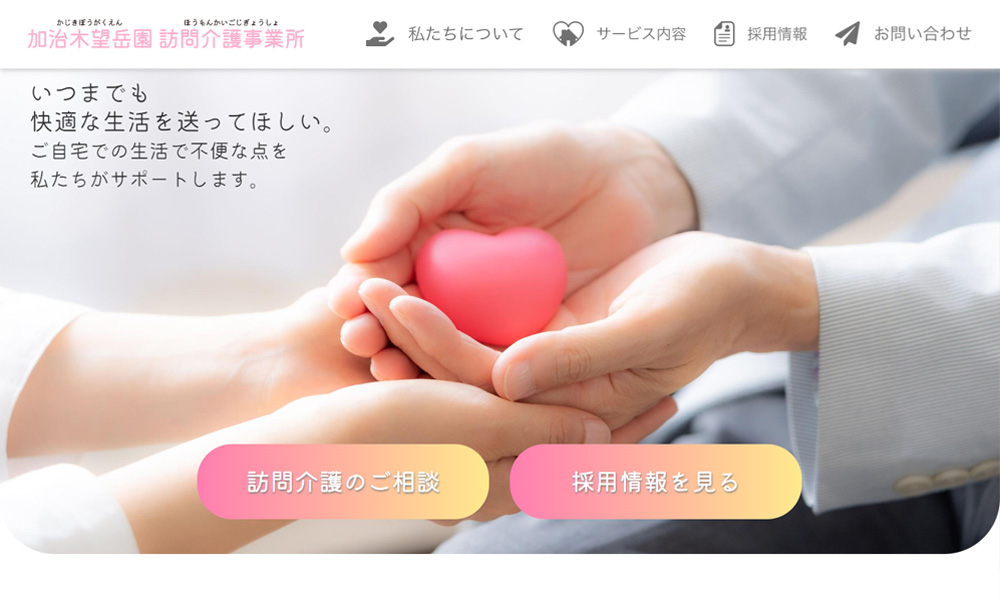 かじきぼうがくえん ほうもんかいごじぎょうしょ
加治木望岳園 訪問介護事業所
私たちについて
サービス内容
採用情報
お問い合わせ
いつまでも
快適な生活を送ってほしい。
ご自宅での生活で不便な点を
私たちがサポートします。
訪問介護のご相談
採用情報を見る